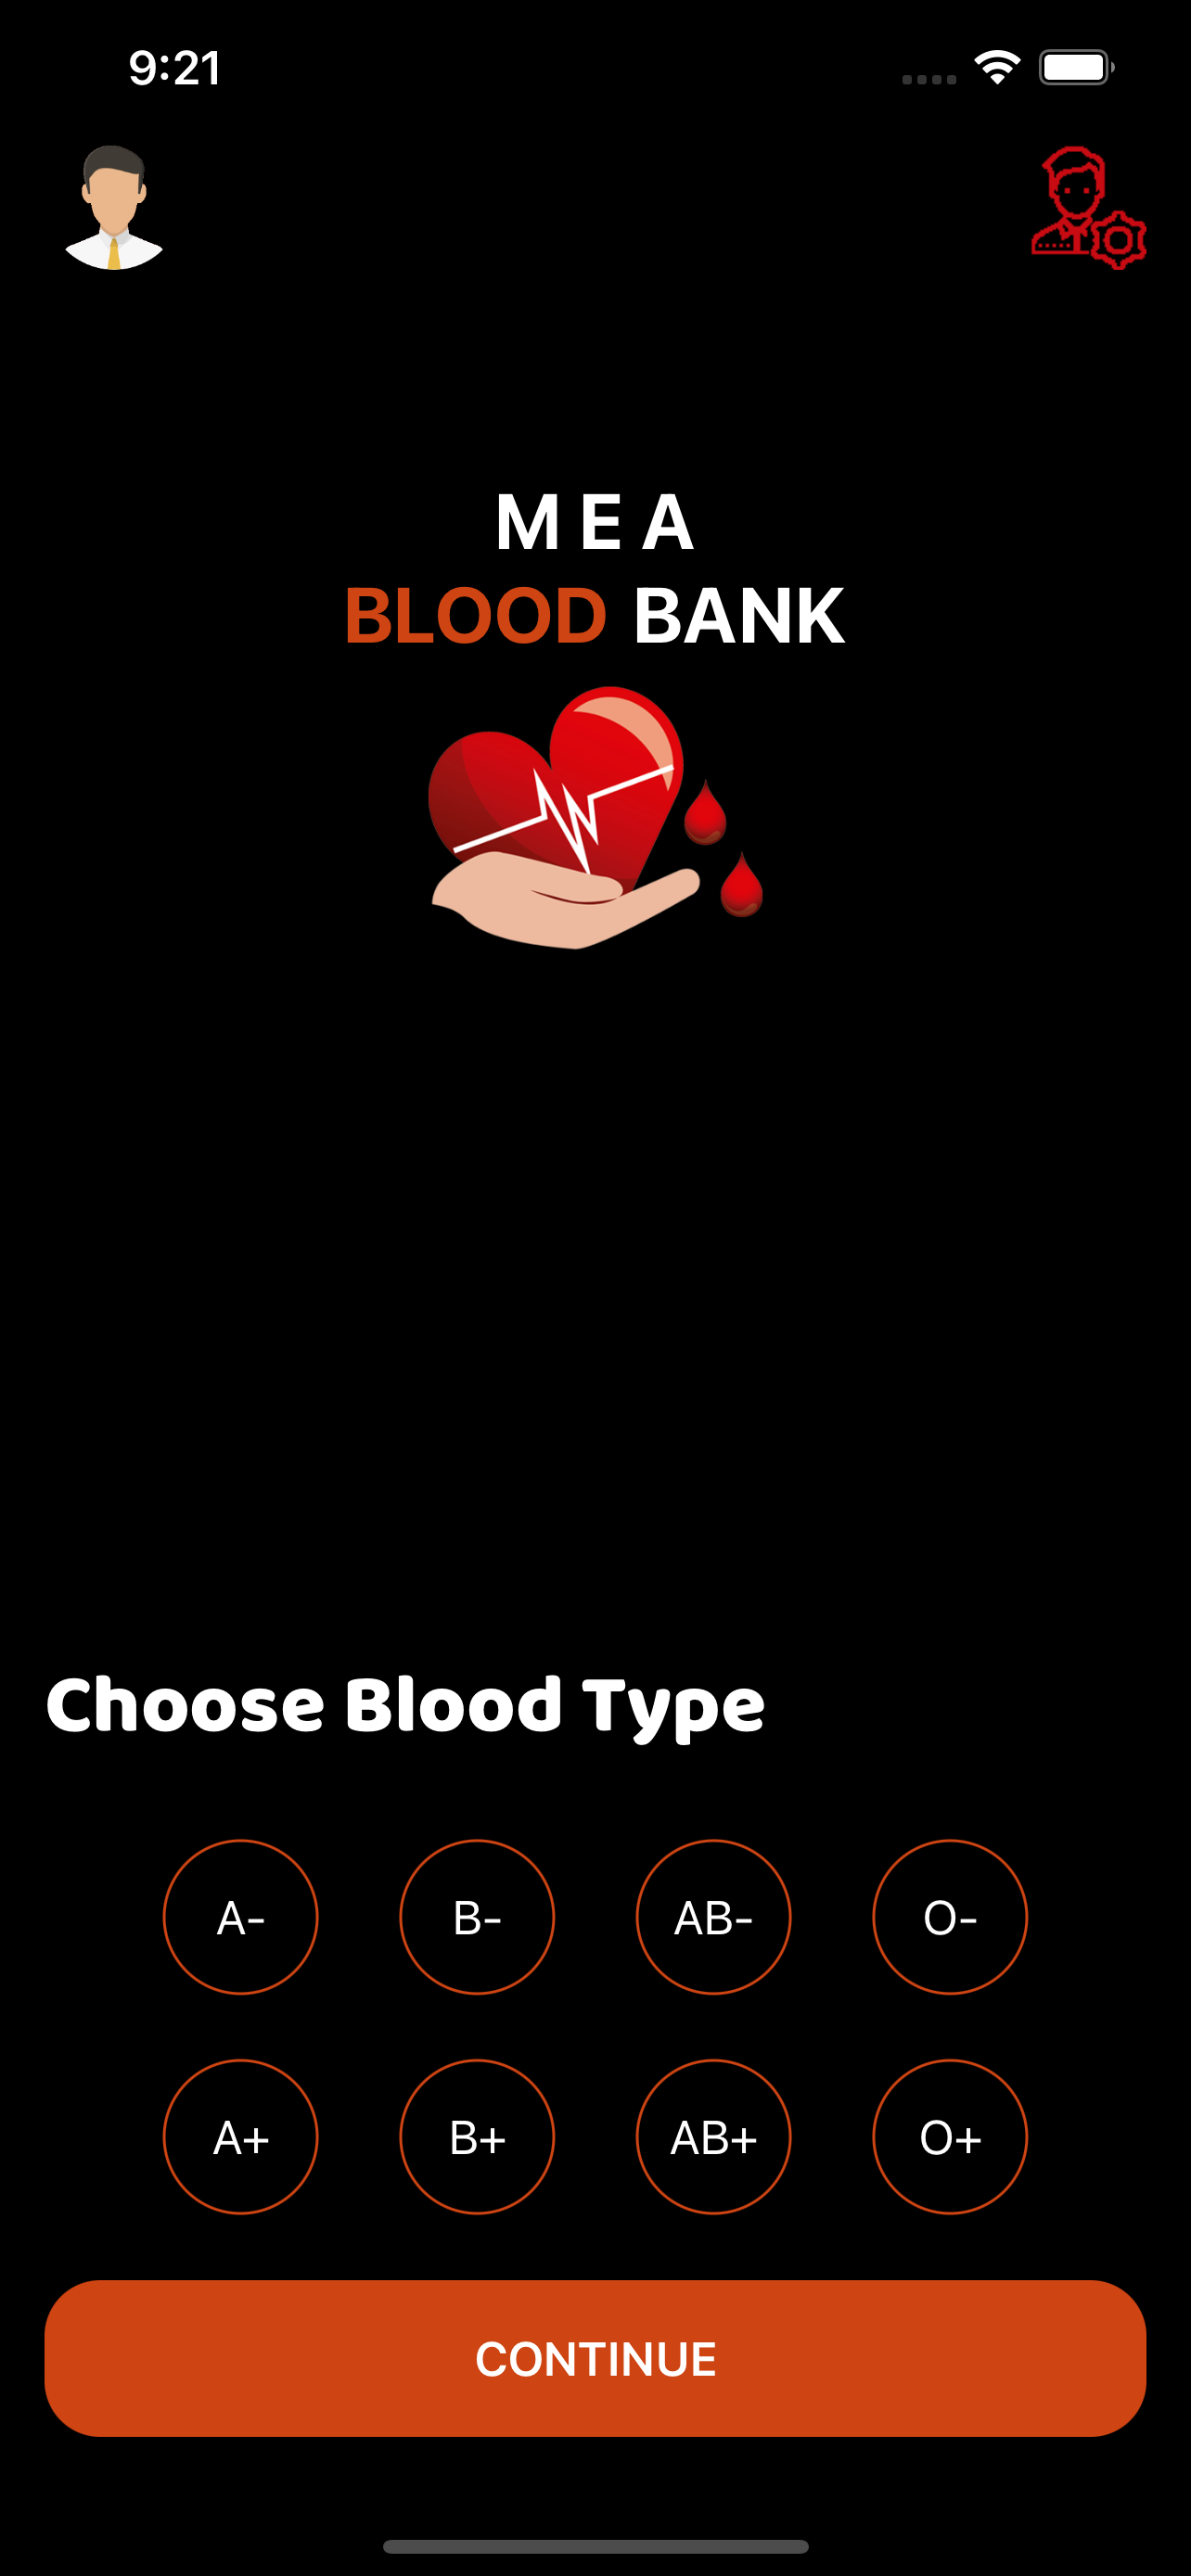 9:21
M E A
BLOOD BANK
Choose Blood Type
A- B- AB- O-
A+ B+ AB+ O+
CONTINUE